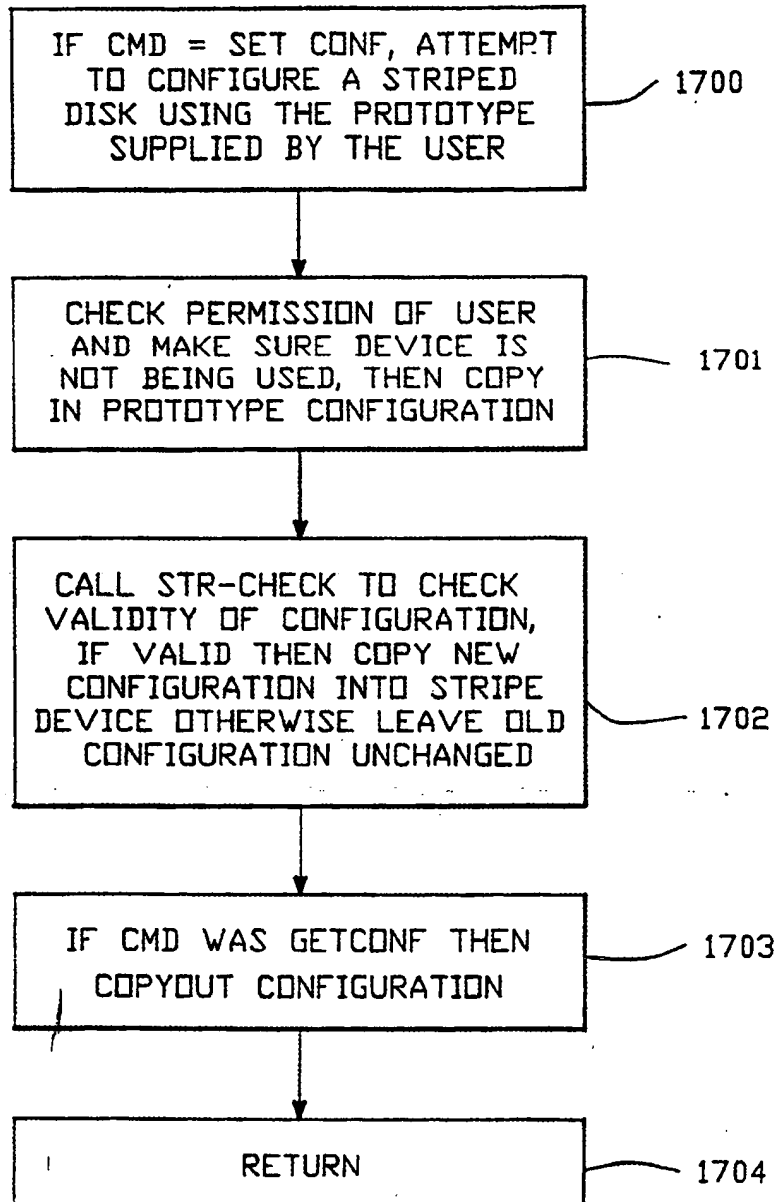 IF CMD = SET CONF, ATTEMPT
TO CONFIGURE A STRIPED
DISK USING THE PROTOTYPE
SUPPLIED BY THE USER
1700
CHECK PERMISSION OF USER
AND MAKE SURE DEVICE IS
NOT BEING USED, THEN COPY
IN PROTOTYPE CONFIGURATION
1701
CALL STR-CHECK TO CHECK
VALIDITY OF CONFIGURATION,
IF VALID THEN COPY NEW
CONFIGURATION INTO STRIPE
DEVICE OTHERWISE LEAVE OLD
CONFIGURATION UNCHANGED
1702
IF CMD WAS GETCONF THEN
COPYOUT CONFIGURATION
1703
RETURN
1704